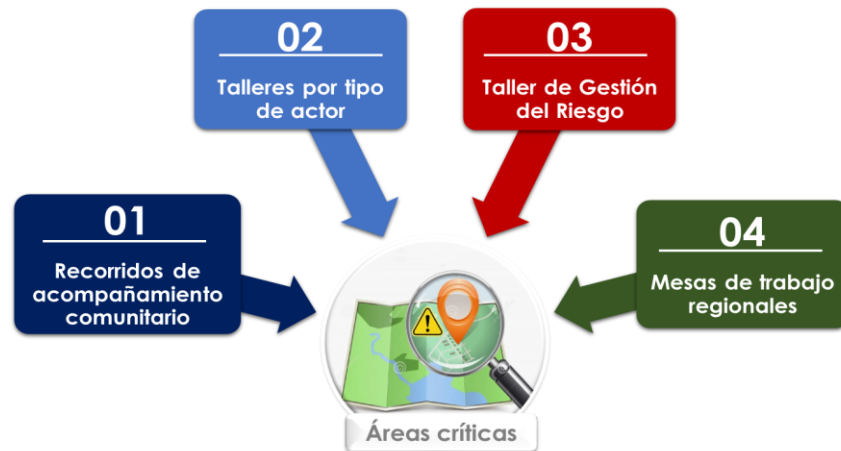 01
Recorridos de
acompañamiento
comunitario
02
Talleres por tipo
de actor
03
Taller de Gestión
del Riesgo
04
Mesas de trabajo
regionales
Áreas críticas